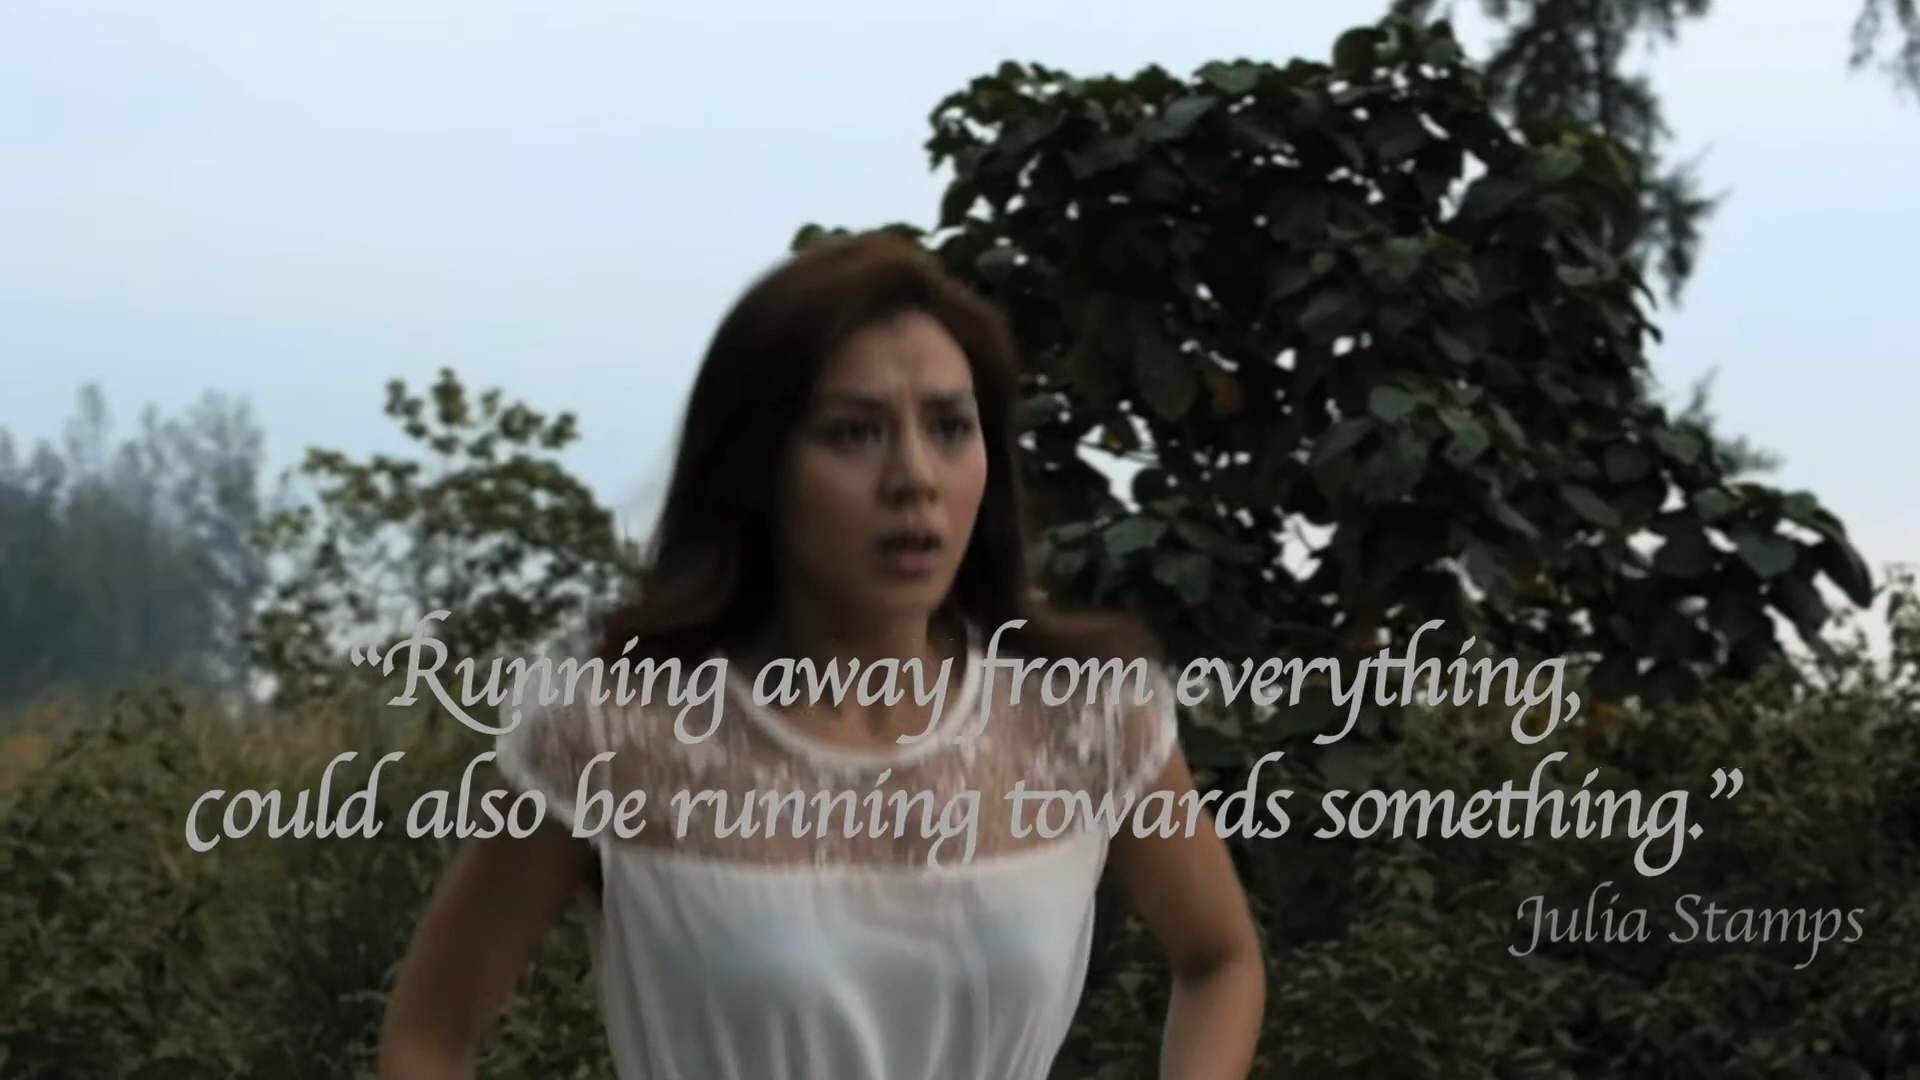 “Running away from everything,
could also be running towards something.”
Julia Stamps